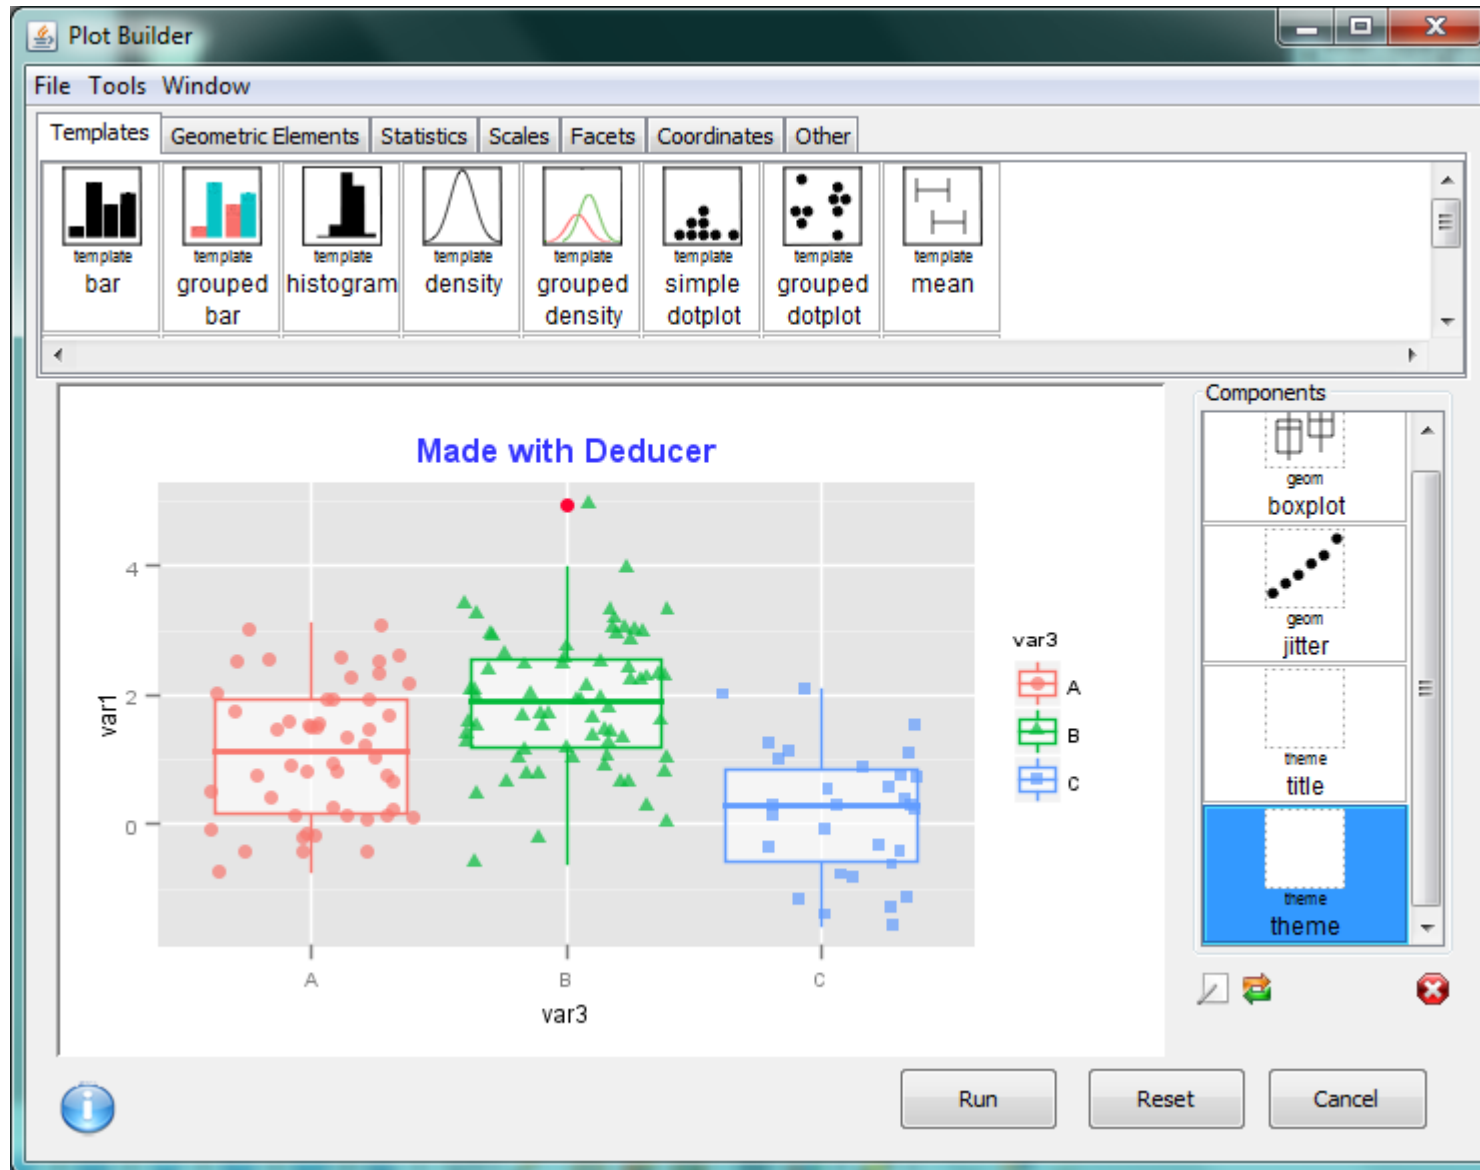 Plot Builder
File Tools Window
Templates Geometric Elements Statistics Scales Facets Coordinates Other
template template template template template template template template
bar grouped histogram density grouped simple grouped mean
bar density dotplot dotplot
Components
geom
boxplot
geom
jitter
theme
title
theme
theme
Made with Deducer
4
2
0
var1
A B C
var3
var3
A
B
C
Run Reset Cancel